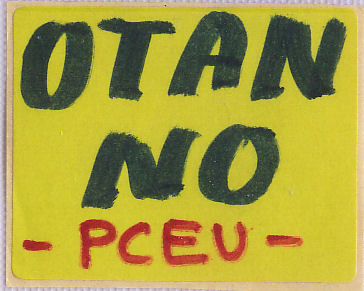 OTAN
NO
- PCEU -